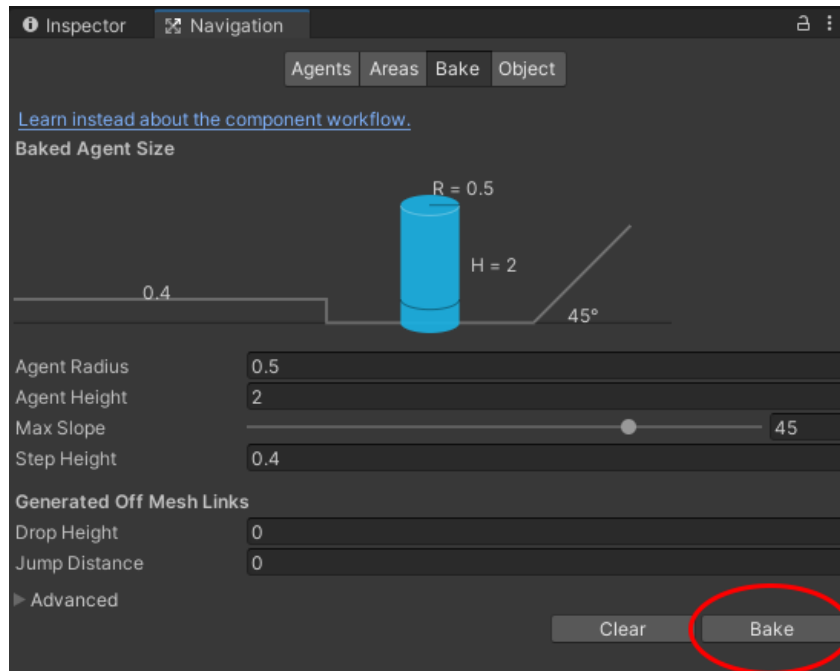 Inspector Navigation
Agents Areas Bake Object
Learn instead about the component workflow.
Baked Agent Size
R = 0.5
H = 2
0.4
45°
Agent Radius 0.5
Agent Height 2
Max Slope 45
Step Height 0.4
Generated Off Mesh Links
Drop Height 0
Jump Distance 0
Advanced
Clear Bake